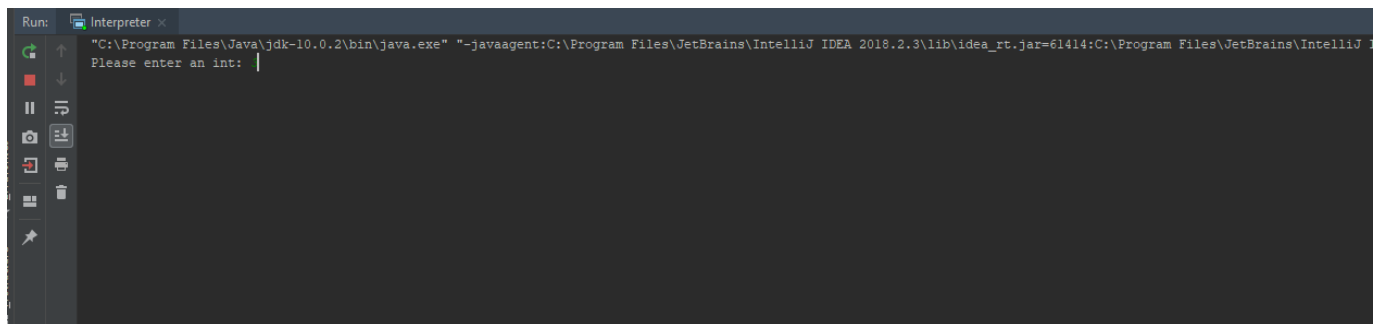 Run: Interpreter
"C:\Program Files\Java\jdk-10.0.2\bin\java.exe" "-javaagent:C:\Program Files\JetBrains\IntelliJ IDEA 2018.2.3\lib\idea_rt.jar=61414:C:\Program Files\JetBrains\IntelliJ
Please enter an int: